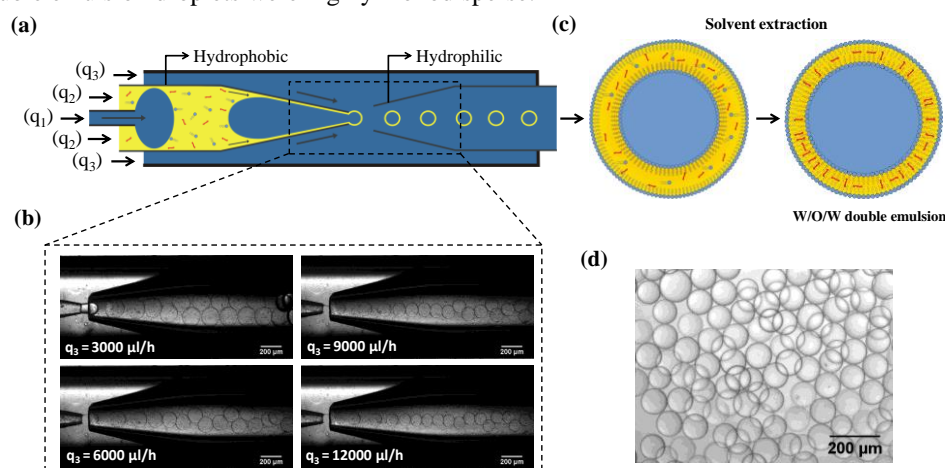 (a)
Hydrophobic
Hydrophilic
(q3)
(q2)
(q1)
(q2)
(q3)
(c)
Solvent extraction
W/O/W double emulsion
(b)
q3 = 3000 µl/h
200 µm
q3 = 9000 µl/h
200 µm
q3 = 6000 µl/h
200 µm
q3 = 12000 µl/h
200 µm
(d)
200 µm